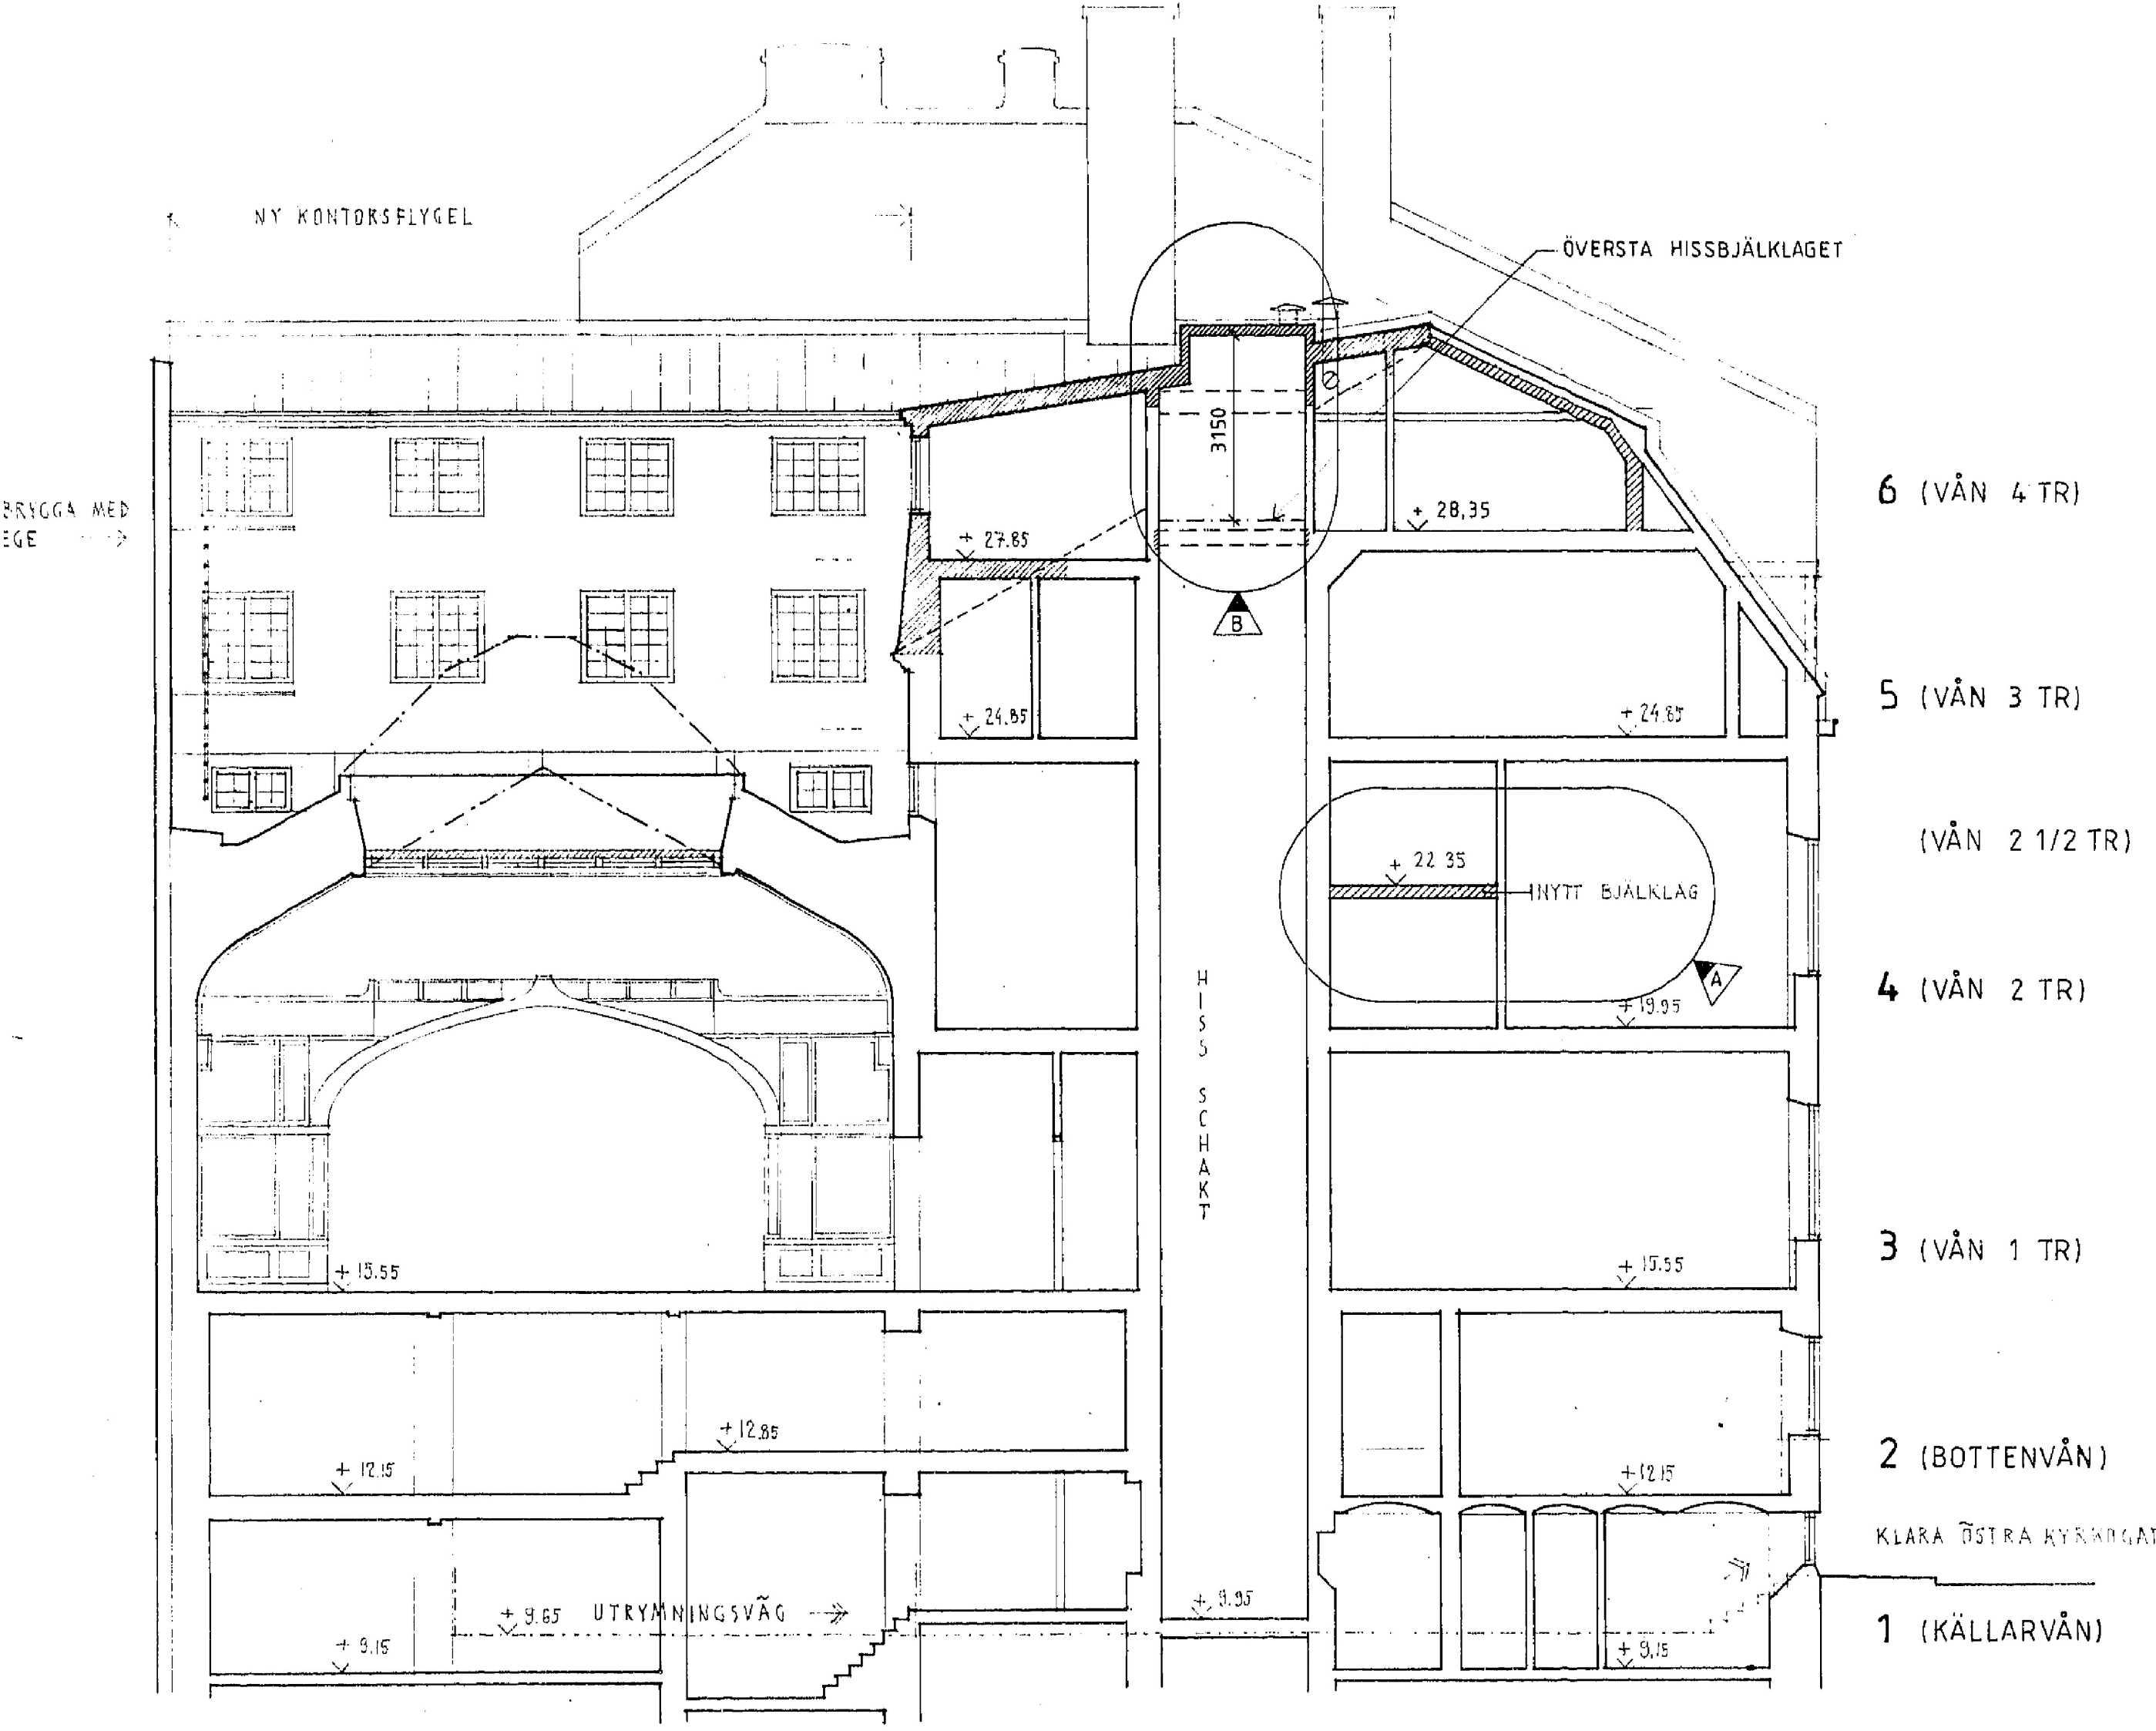 NY KONTORSFLYGEL
ÖVERSTA HISSBJÄLKLAGET
3150
BRYGGA MED
EGE
6 (VÅN 4 TR)
+ 28,35
+ 27.85
B
5 (VÅN 3 TR)
+ 24.85
+ 24.85
(VÅN 2 1/2 TR)
+ 22 35
NYTT BJÄLKLAG
A
HISS SCHAKT
4 (VÅN 2 TR)
+ 19.95
3 (VÅN 1 TR)
+ 15.55
+ 15.55
+ 12.85
2 (BOTTENVÅN)
+ 12.15
+ 12.15
KLARA ÖSTRA KYRKOGAT
+ 9.95
+ 9.65 UTRYMNINGSVÄG
1 (KÄLLARVÅN)
+ 9.15
+ 9,15